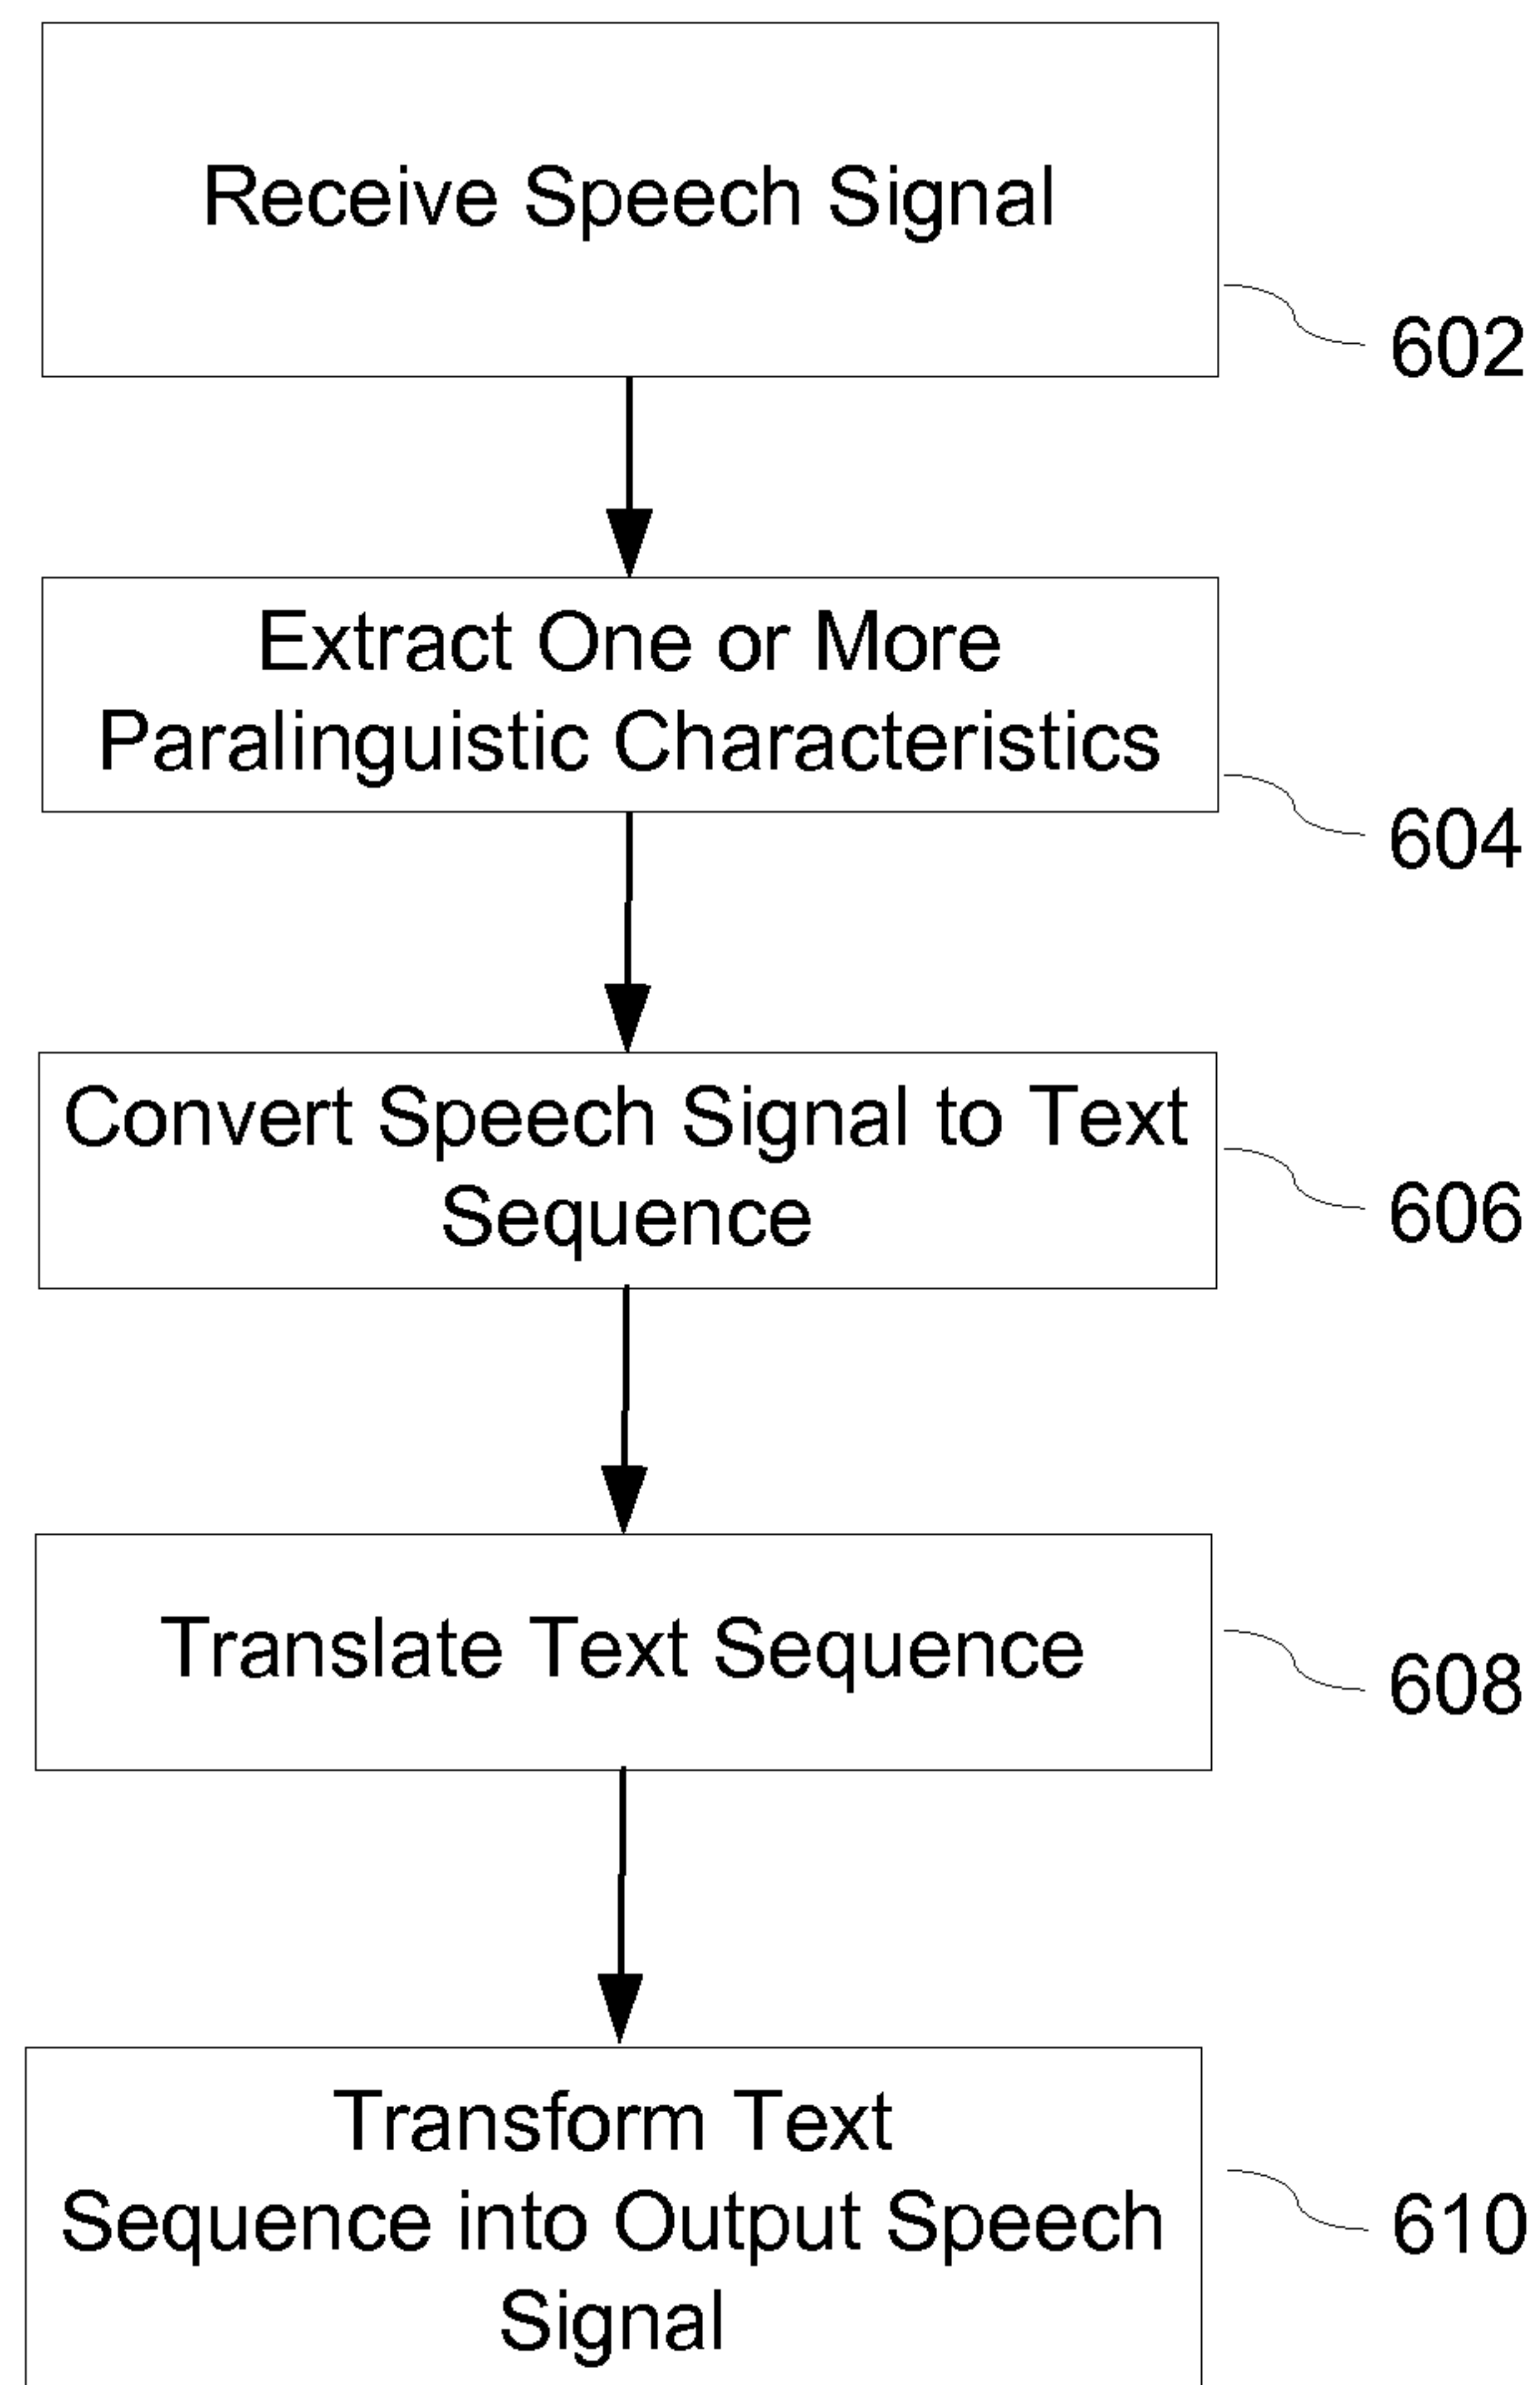 Receive Speech Signal
602
Extract One or More
Paralinguistic Characteristics
604
Convert Speech Signal to Text
Sequence
606
Translate Text Sequence
608
Transform Text
Sequence into Output Speech
Signal
610